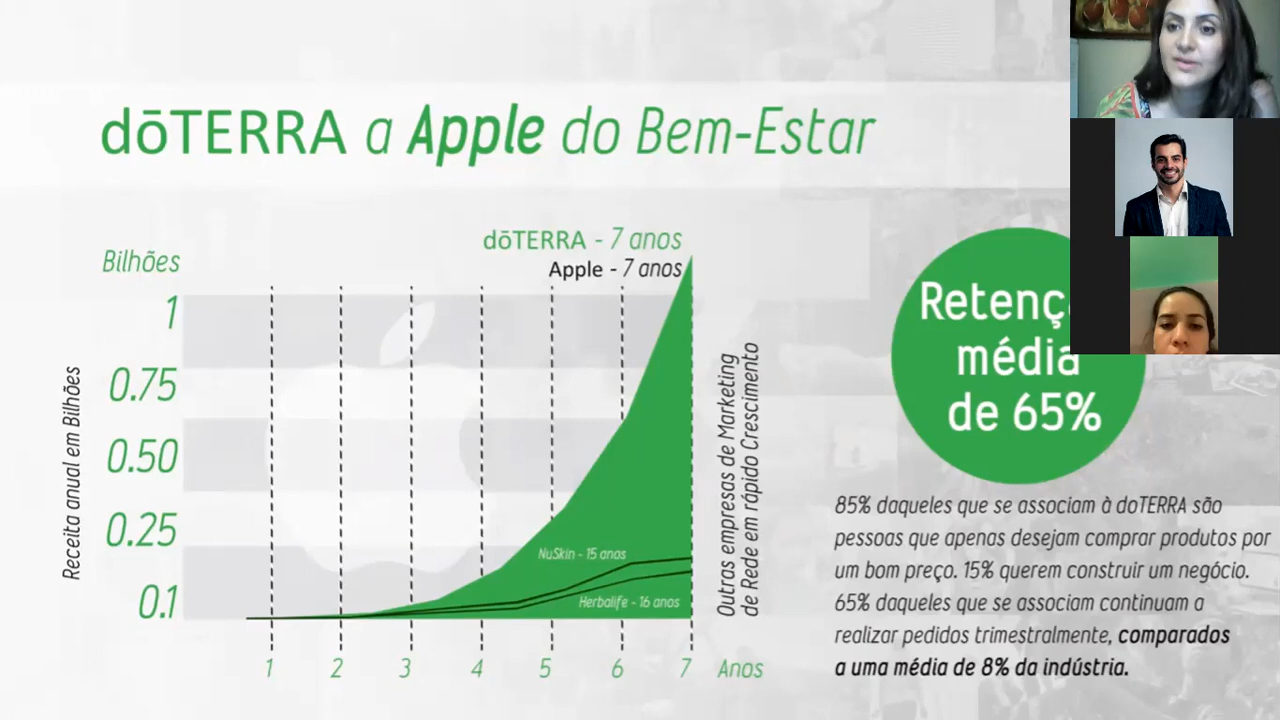 dōTERRA a Apple do Bem-Estar
Bilhões
1
0.75
0.50
0.25
0.1
Receita anual em Bilhões
dōTERRA - 7 anos
Apple - 7 anos
NuSkin - 15 anos
Herbalife - 16 anos
1 2 3 4 5 6 7 Anos
Outras empresas de Marketing
de Rede em rápido Crescimento
média
de 65%
85% daqueles que se associam à doTERRA são
pessoas que apenas desejam comprar produtos por
um bom preço. 15% querem construir um negócio.
65% daqueles que se associam continuam a
realizar pedidos trimestralmente, comparados
a uma média de 8% da indústria.